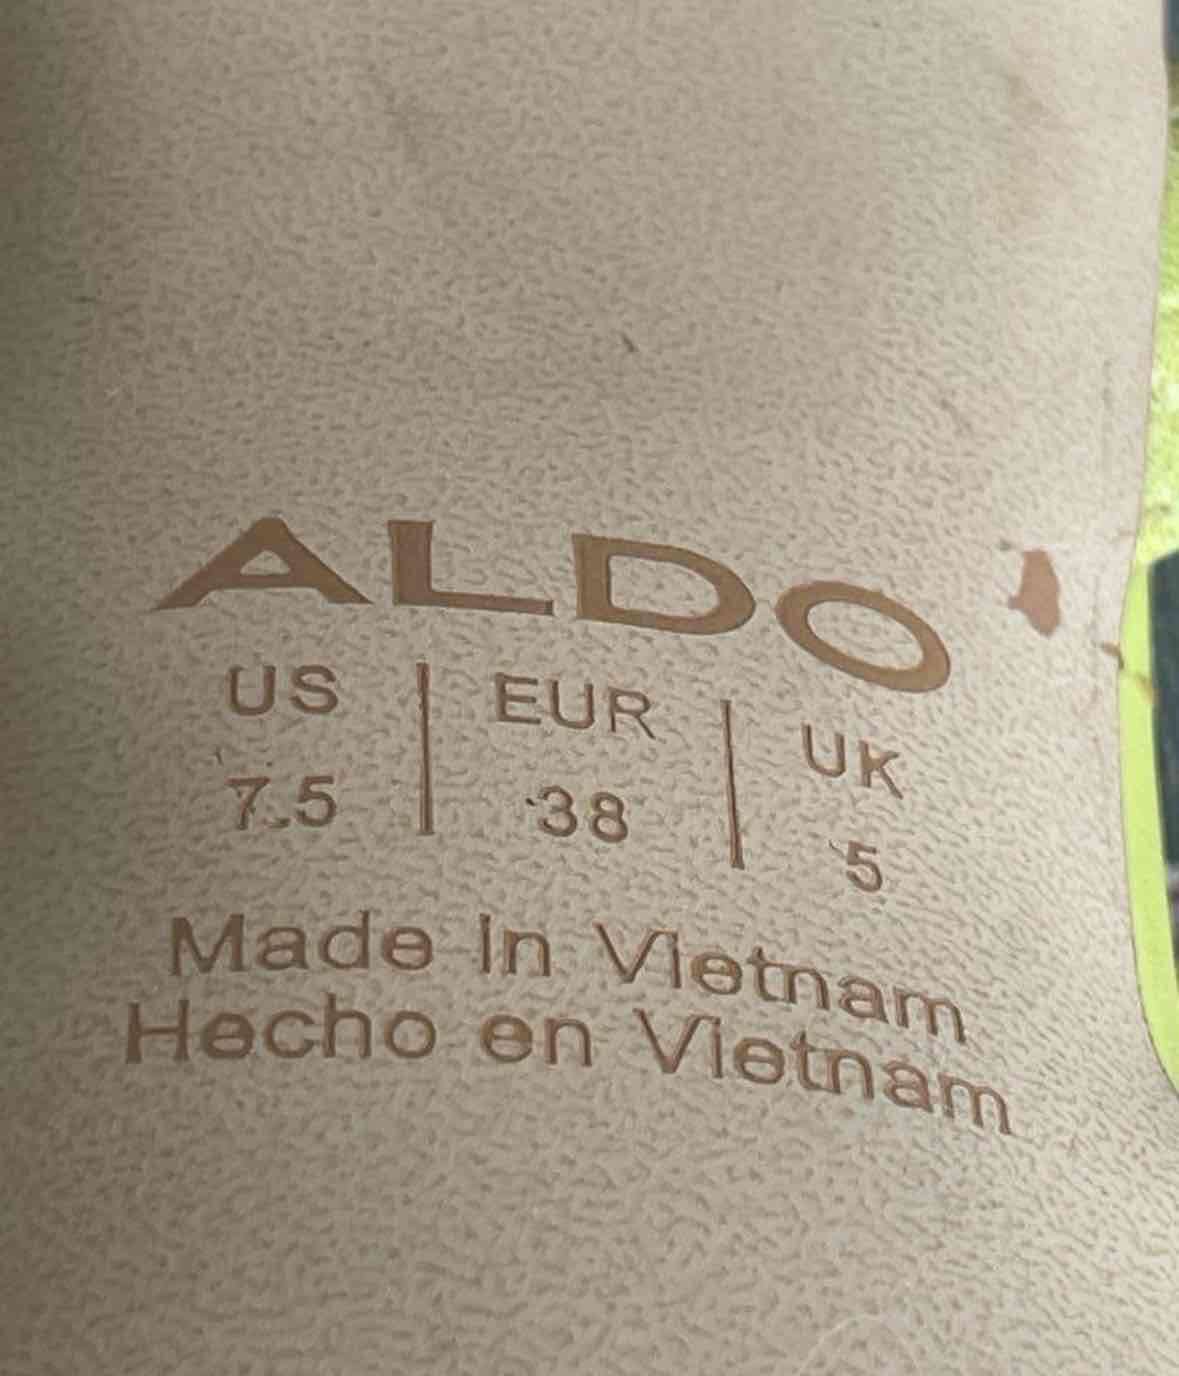 ALDO
US | EUR | UK
7.5 | 38 | 5
Made in Vietnam
Hecho en Vietnam